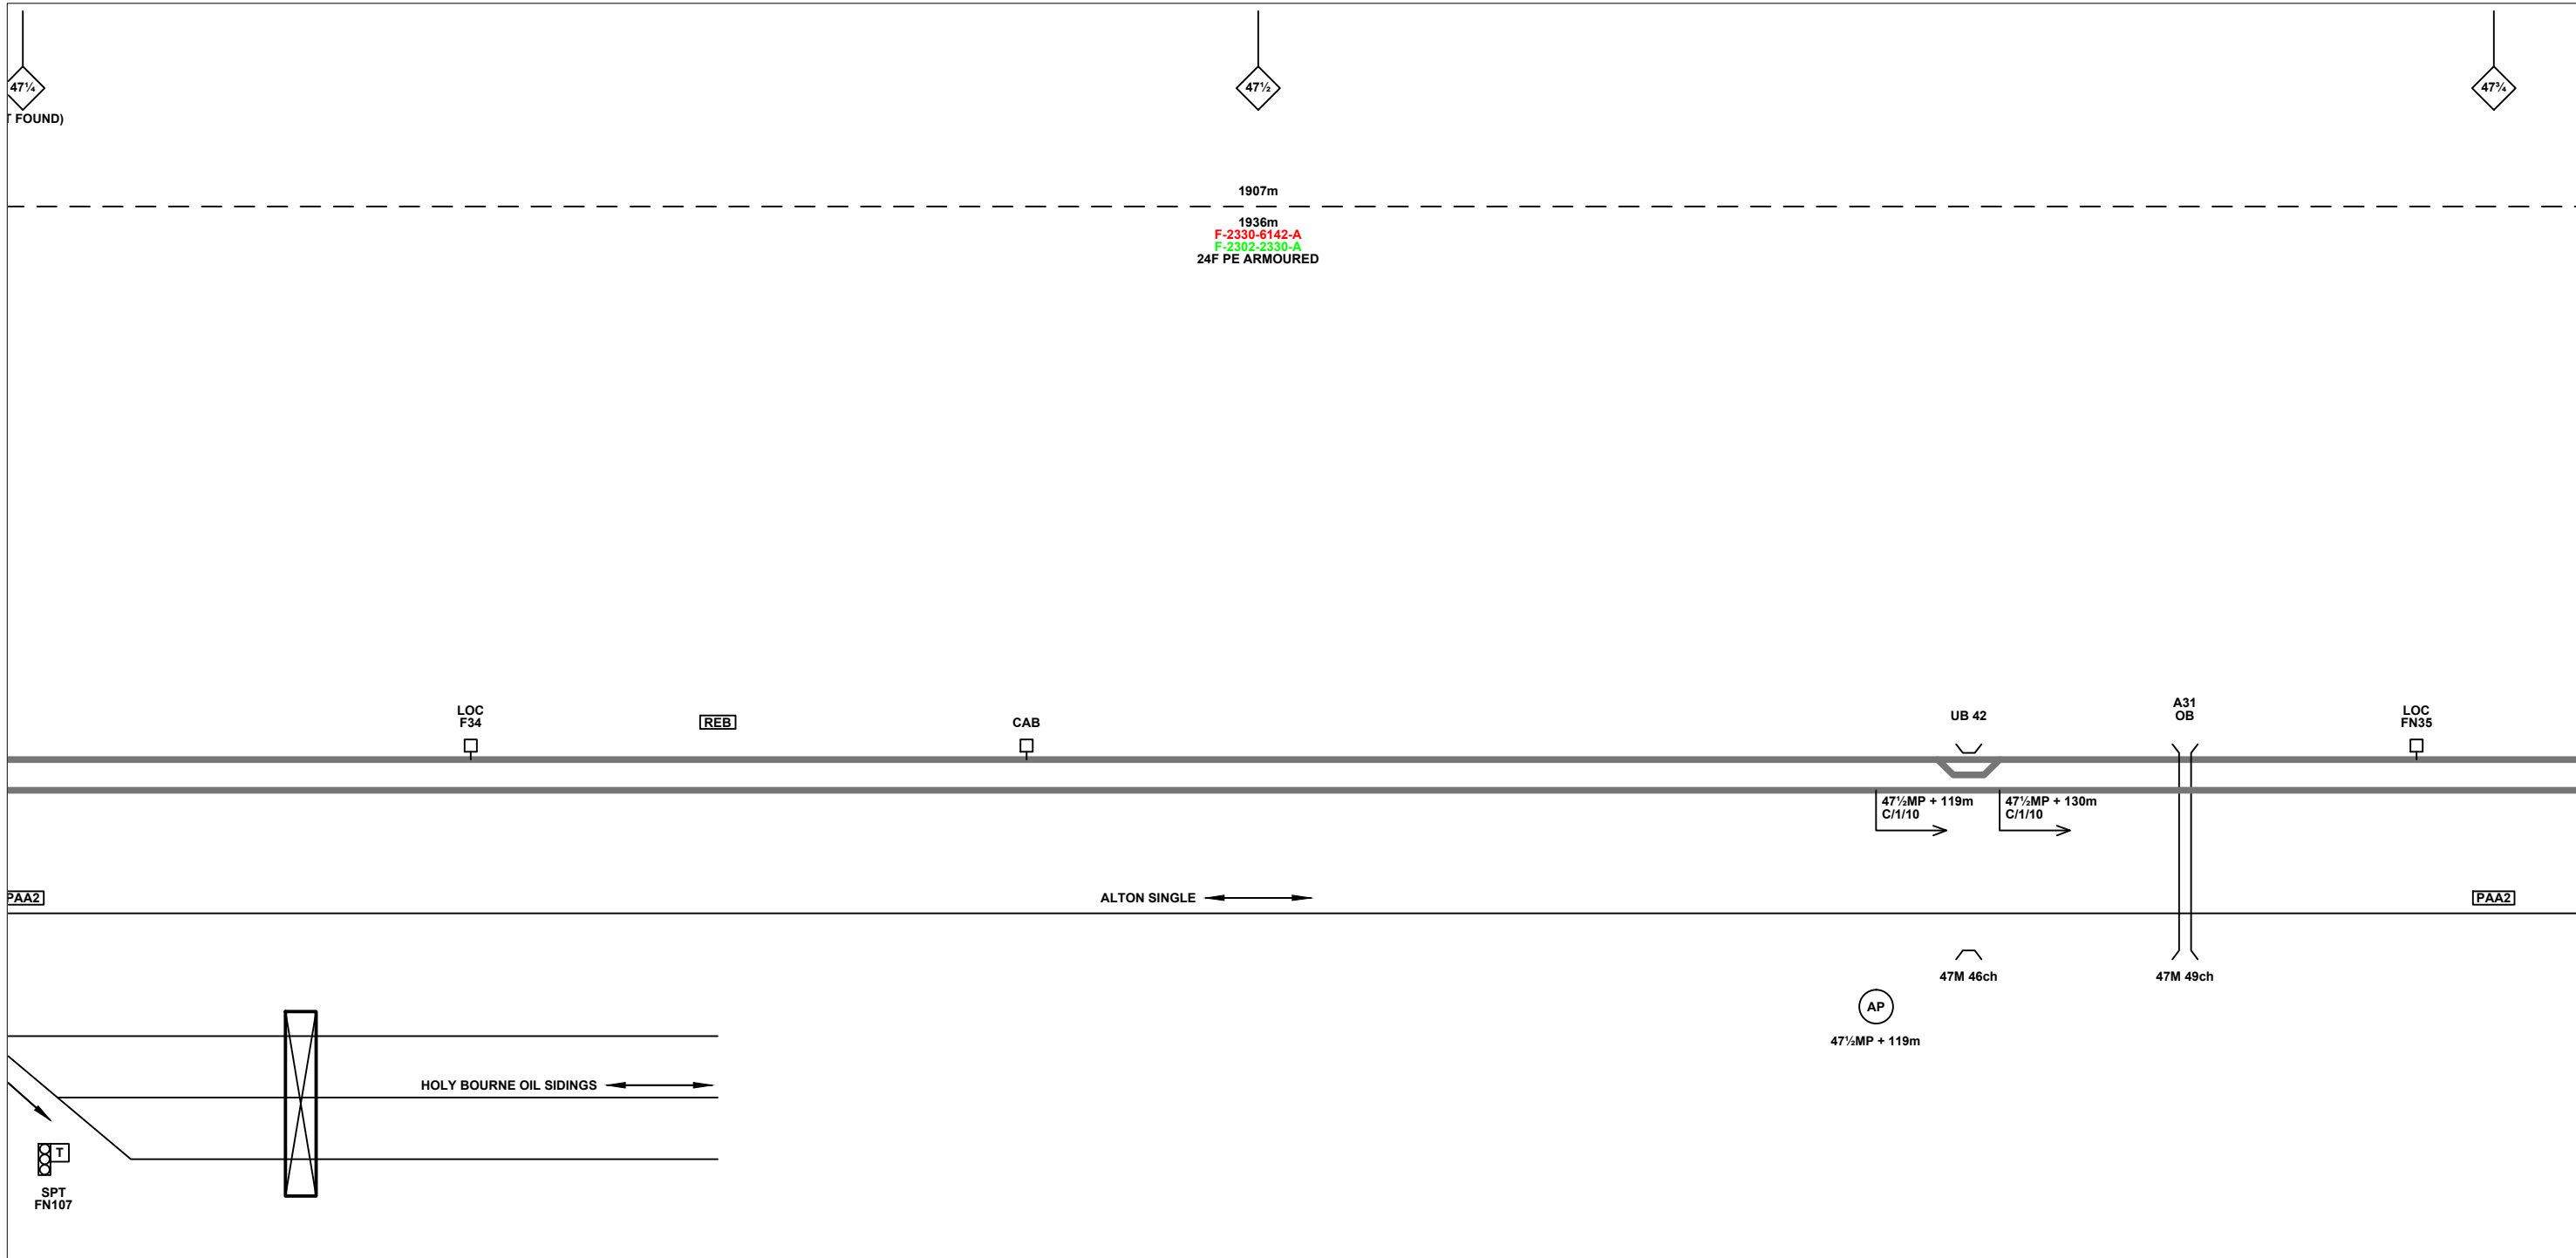 47¼
47½
47¾
T FOUND)
1907m
1936m
F-2330-6142-A
F-2302-2330-A
24F PE ARMOURED
LOC
F34
REB
CAB
UB 42
A31
OB
LOC
FN35
47½MP + 119m
C/1/10
47½MP + 130m
C/1/10
PAA2
ALTON SINGLE
PAA2
47M 46ch
47M 49ch
AP
47½MP + 119m
HOLY BOURNE OIL SIDINGS
T
SPT
FN107